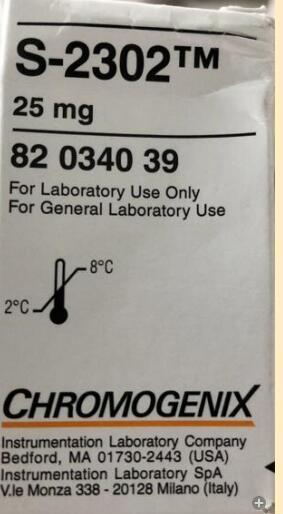 S-2302™
25 mg
82 0340 39
For Laboratory Use Only
For General Laboratory Use
8°C
2°C
CHROMOGENIX
Instrumentation Laboratory Company
Bedford, MA 01730-2443 (USA)
Instrumentation Laboratory SpA
V.le Monza 338 - 20128 Milano (Italy)